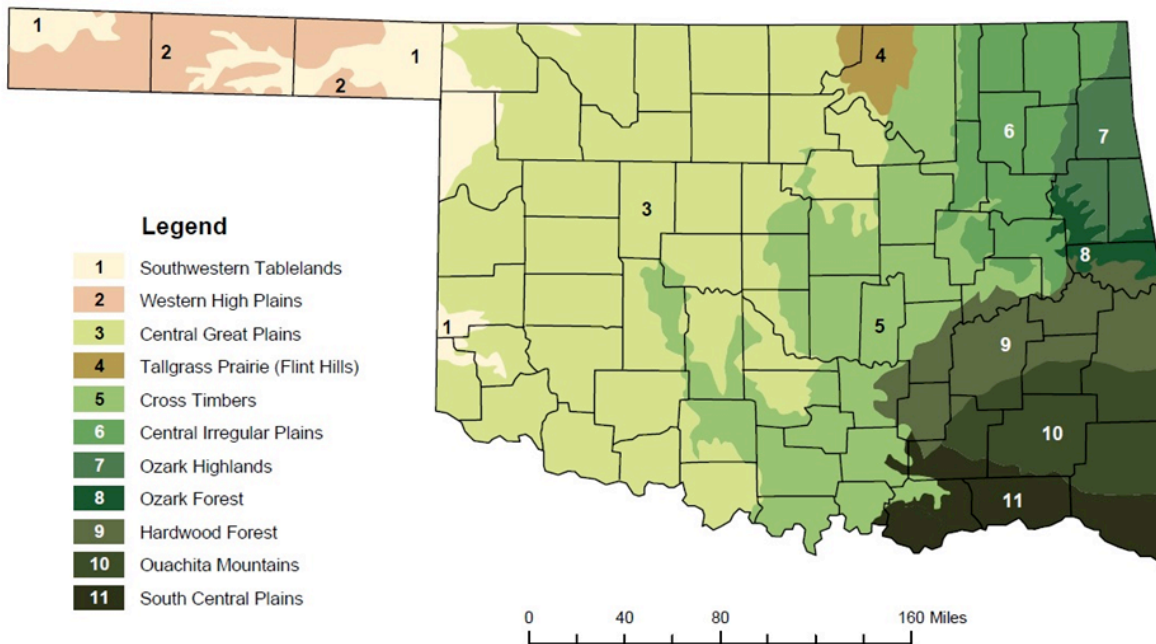 1
2
1
2
4
6
7
3
8
1
5
9
10
11
Legend
1 Southwestern Tablelands
2 Western High Plains
3 Central Great Plains
4 Tallgrass Prairie (Flint Hills)
5 Cross Timbers
6 Central Irregular Plains
7 Ozark Highlands
8 Ozark Forest
9 Hardwood Forest
10 Ouachita Mountains
11 South Central Plains
0 40 80 160 Miles